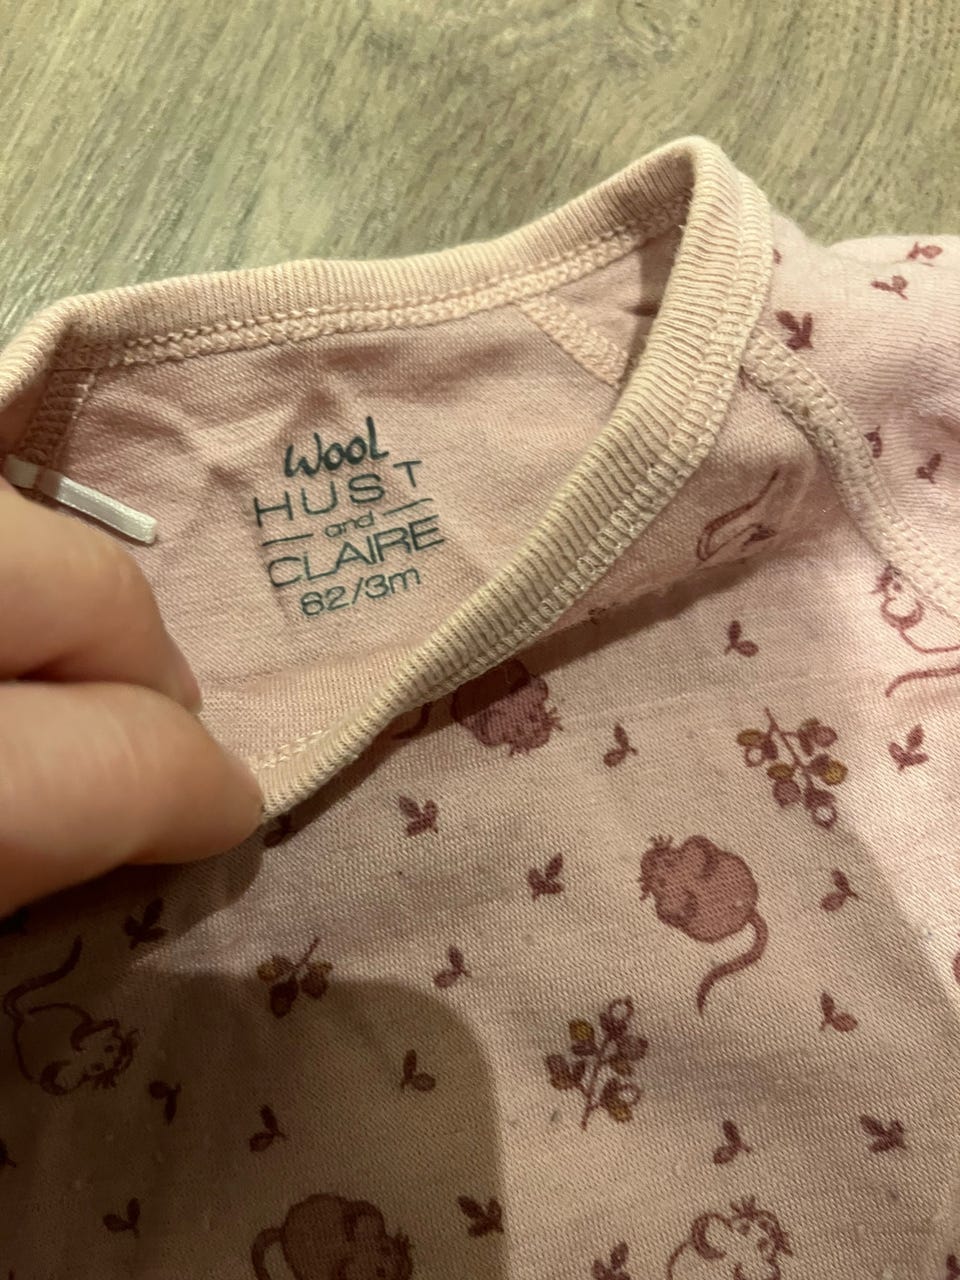 Wool
HUST
and
CLAIRE
62/3m